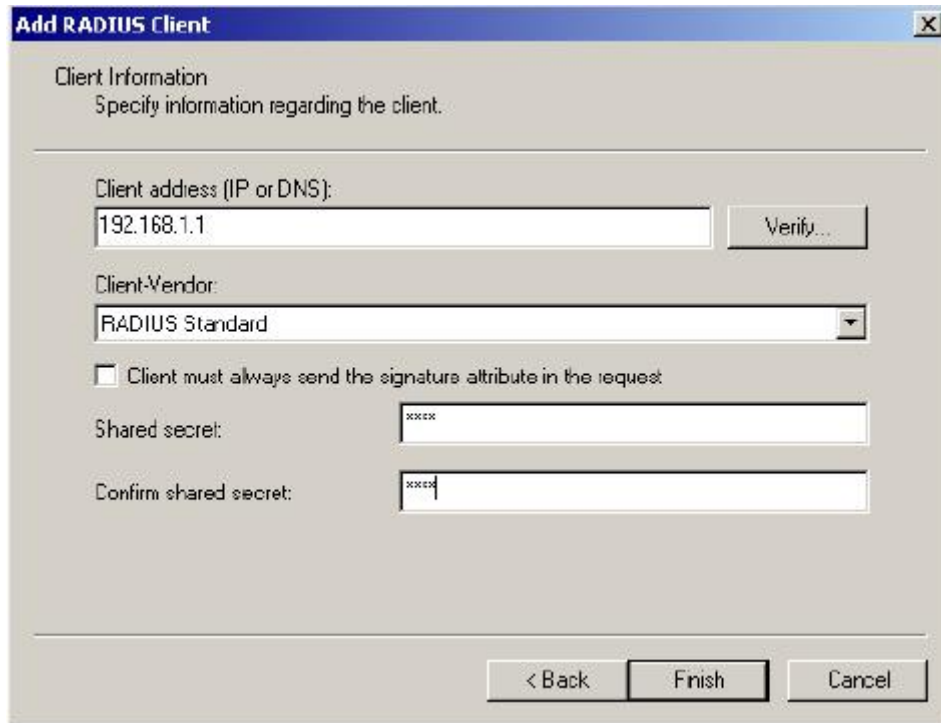 Add RADIUS Client
Client Information
Specify information regarding the client.
Client address (IP or DNS):
192.168.1.1
Verify...
Client-Vendor:
RADIUS Standard
Client must always send the signature attribute in the request
Shared secret:
xxxx
Confirm shared secret:
xxxx
< Back
Finish
Cancel